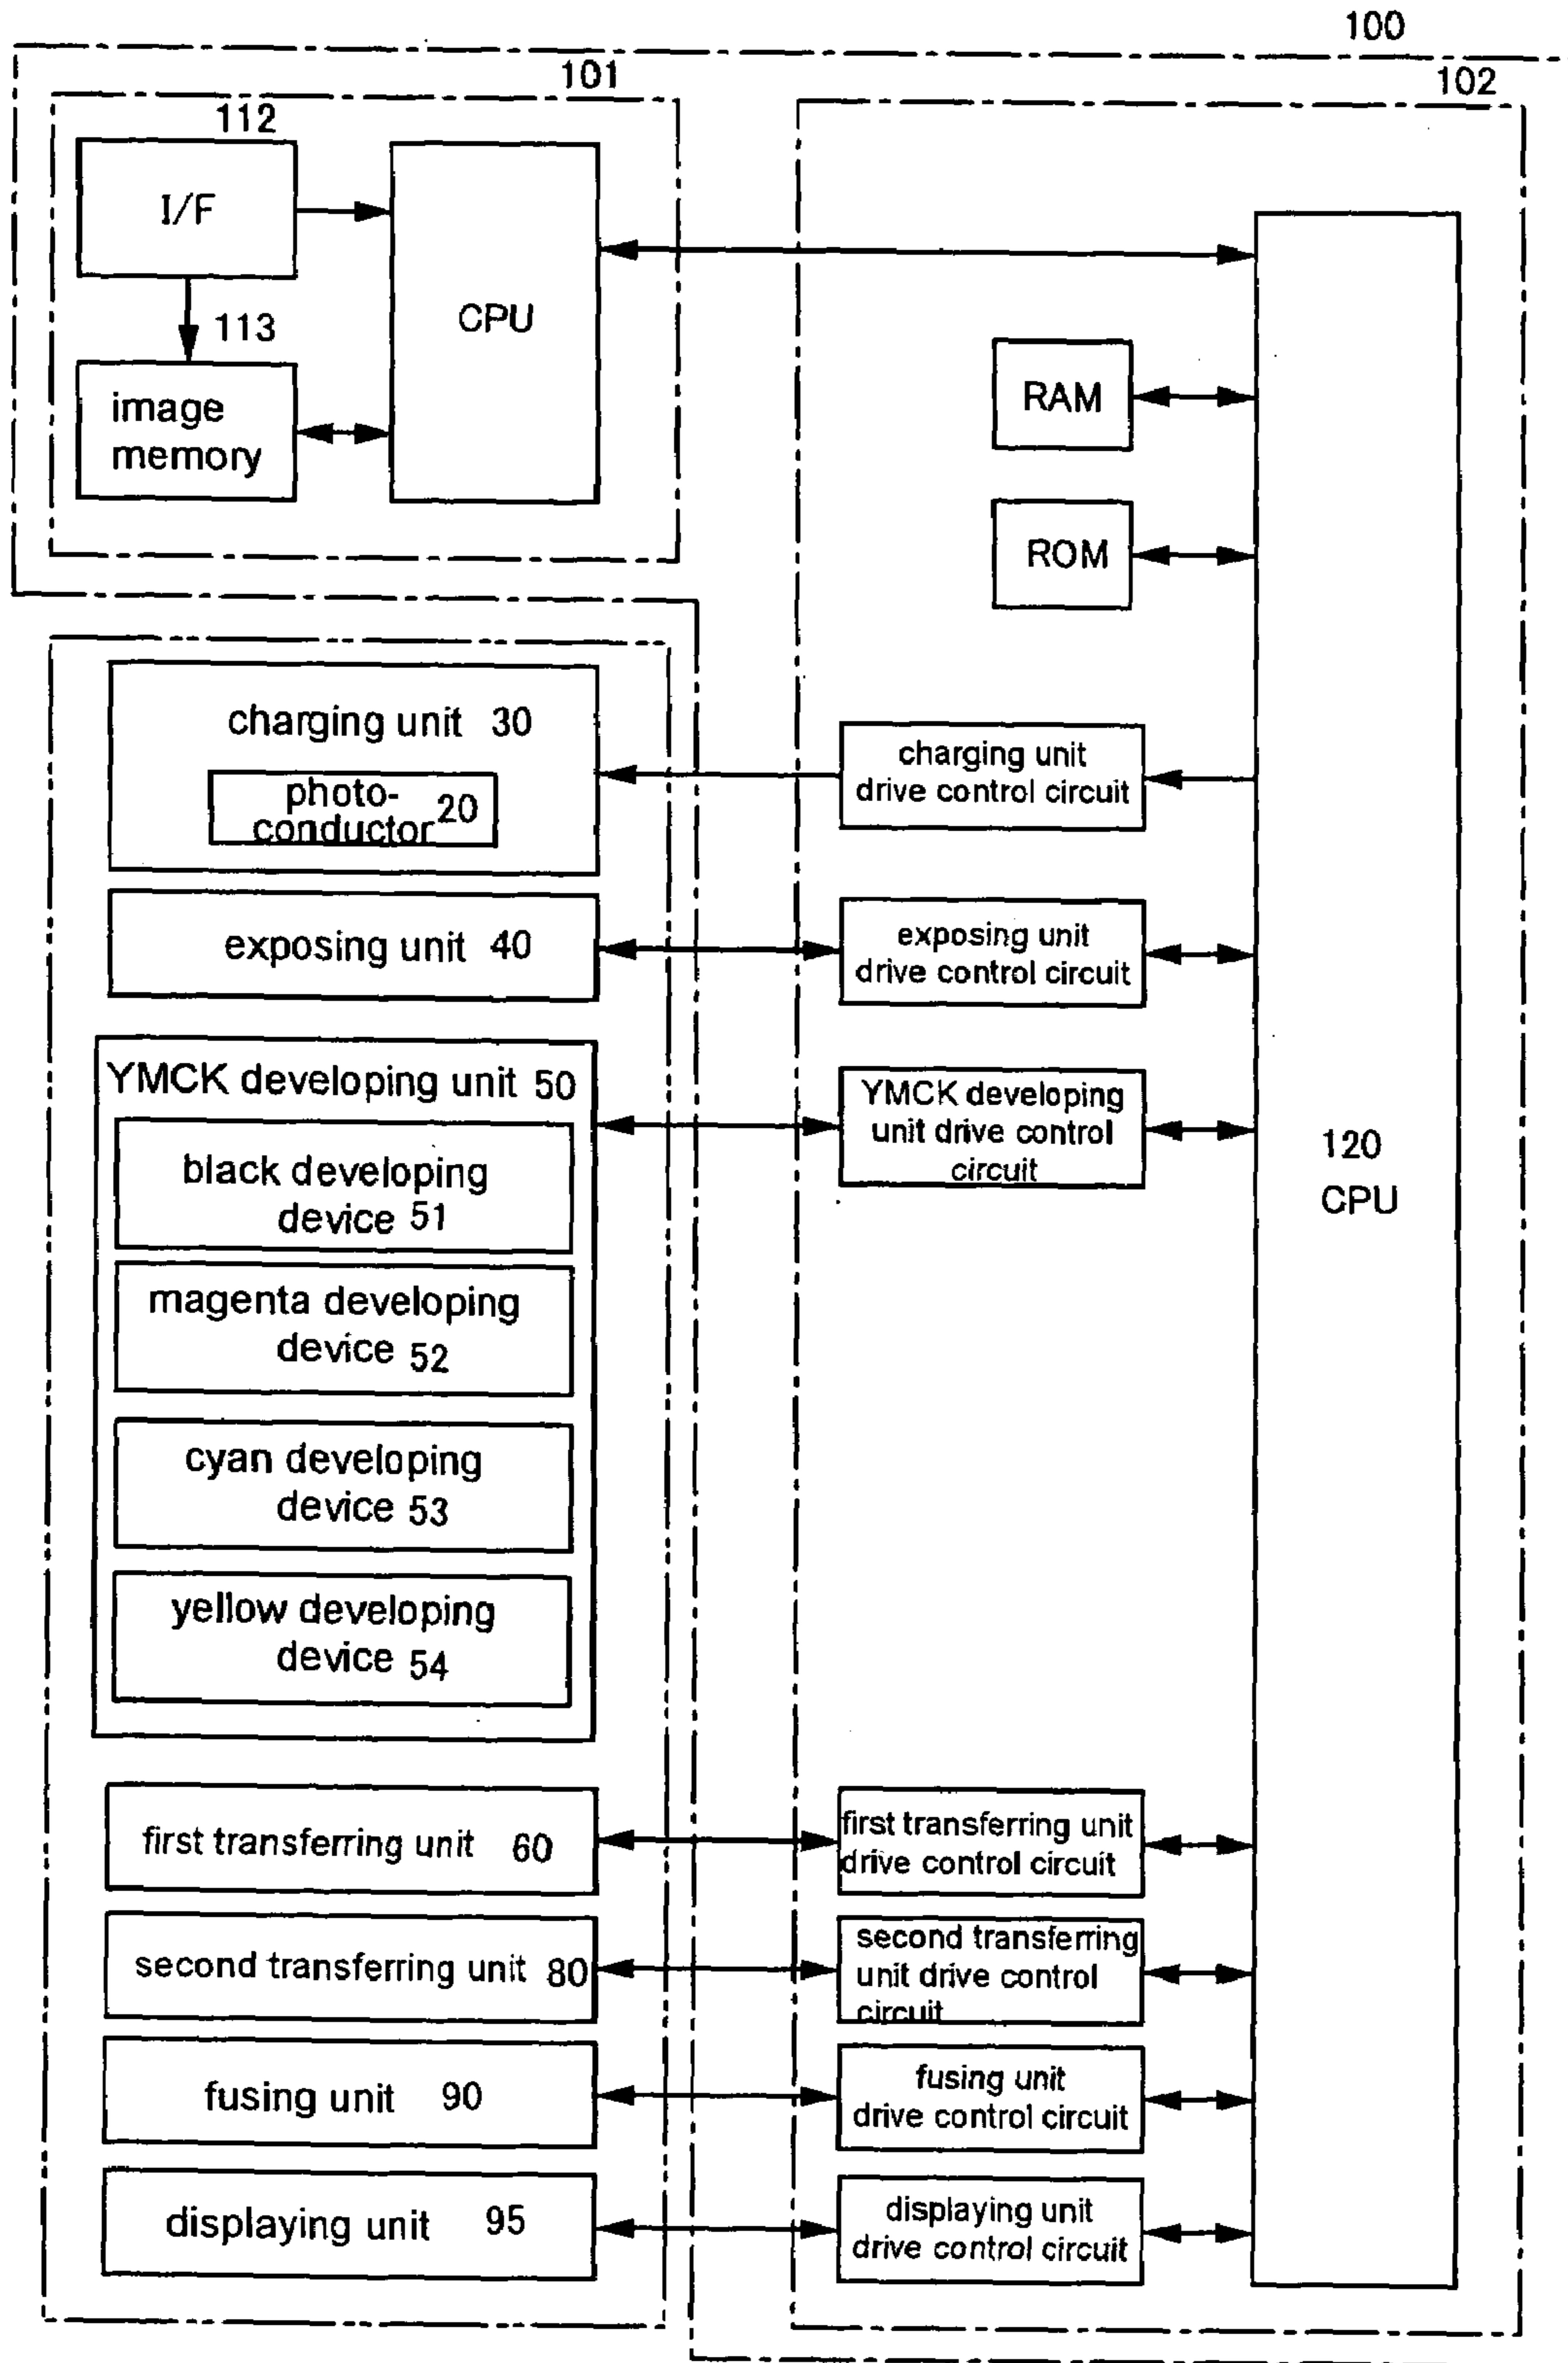 100
101
102
112
I/F
CPU
113
image
memory
RAM
ROM
charging unit 30
photo-
conductor 20
charging unit
drive control circuit
exposing unit 40
exposing unit
drive control circuit
YMCK developing unit 50
black developing
device 51
magenta developing
device 52
cyan developing
device 53
yellow developing
device 54
YMCK developing
unit drive control
circuit
120
CPU
first transferring unit 60
first transferring unit
drive control circuit
second transferring unit 80
second transferring
unit drive control
circuit
fusing unit 90
fusing unit
drive control circuit
displaying unit 95
displaying unit
drive control circuit